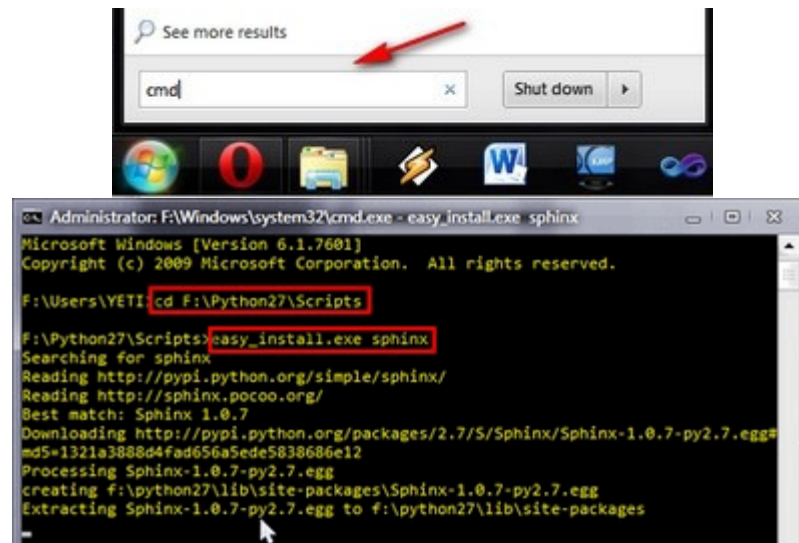 See more results
cmd
Shut down
Administrator: F:\Windows\system32\cmd.exe - easy_install.exe sphinx
Microsoft Windows [Version 6.1.7601]
Copyright (c) 2009 Microsoft Corporation. All rights reserved.
F:\Users\YETI>cd F:\Python27\Scripts
F:\Python27\Scripts>easy_install.exe sphinx
Searching for sphinx
Reading http://pypi.python.org/simple/sphinx/
Reading http://sphinx.pocoo.org/
Best match: Sphinx 1.0.7
Downloading http://pypi.python.org/packages/2.7/S/Sphinx/Sphinx-1.0.7-py2.7.egg#
md5=1321a3888d4fad656a5ede5838686e12
Processing Sphinx-1.0.7-py2.7.egg
creating f:\python27\lib\site-packages\Sphinx-1.0.7-py2.7.egg
Extracting Sphinx-1.0.7-py2.7.egg to f:\python27\lib\site-packages